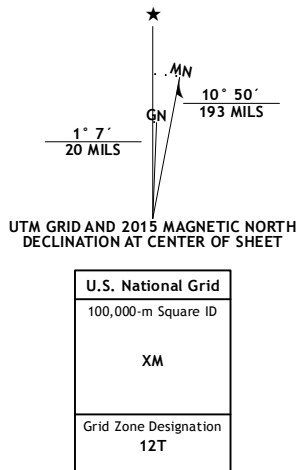 ★
MN
GN
10° 50´
193 MILS
1° 7´
20 MILS
UTM GRID AND 2015 MAGNETIC NORTH
DECLINATION AT CENTER OF SHEET
U.S. National Grid
100,000-m Square ID
XM
Grid Zone Designation
12T